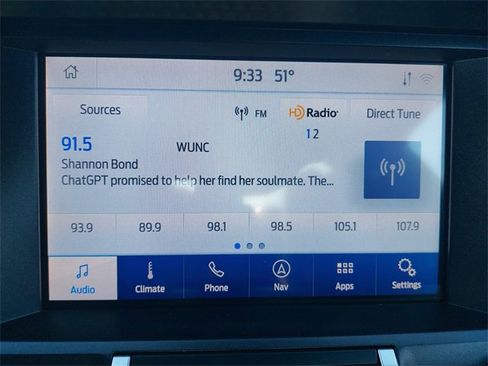 9:33 51°
Sources
FM
HD Radio
Direct Tune
1 2
91.5
WUNC
Shannon Bond
ChatGPT promised to help her find her soulmate. The...
93.9 89.9 98.1 98.5 105.1 107.9
Audio Climate Phone Nav Apps Settings